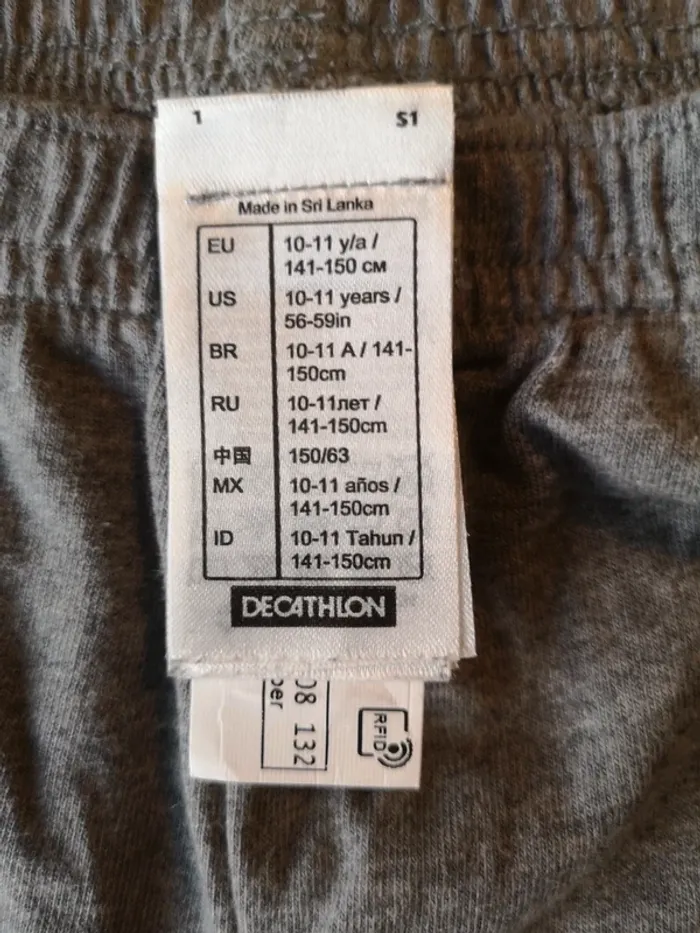 1 S1
Made in Sri Lanka
EU 10-11 y/a /
141-150 см
US 10-11 years /
56-59in
BR 10-11 A / 141-
150cm
RU 10-11лет /
141-150cm
中国 150/63
MX 10-11 años /
141-150cm
ID 10-11 Tahun /
141-150cm
DECATHLON
08 132
RFID